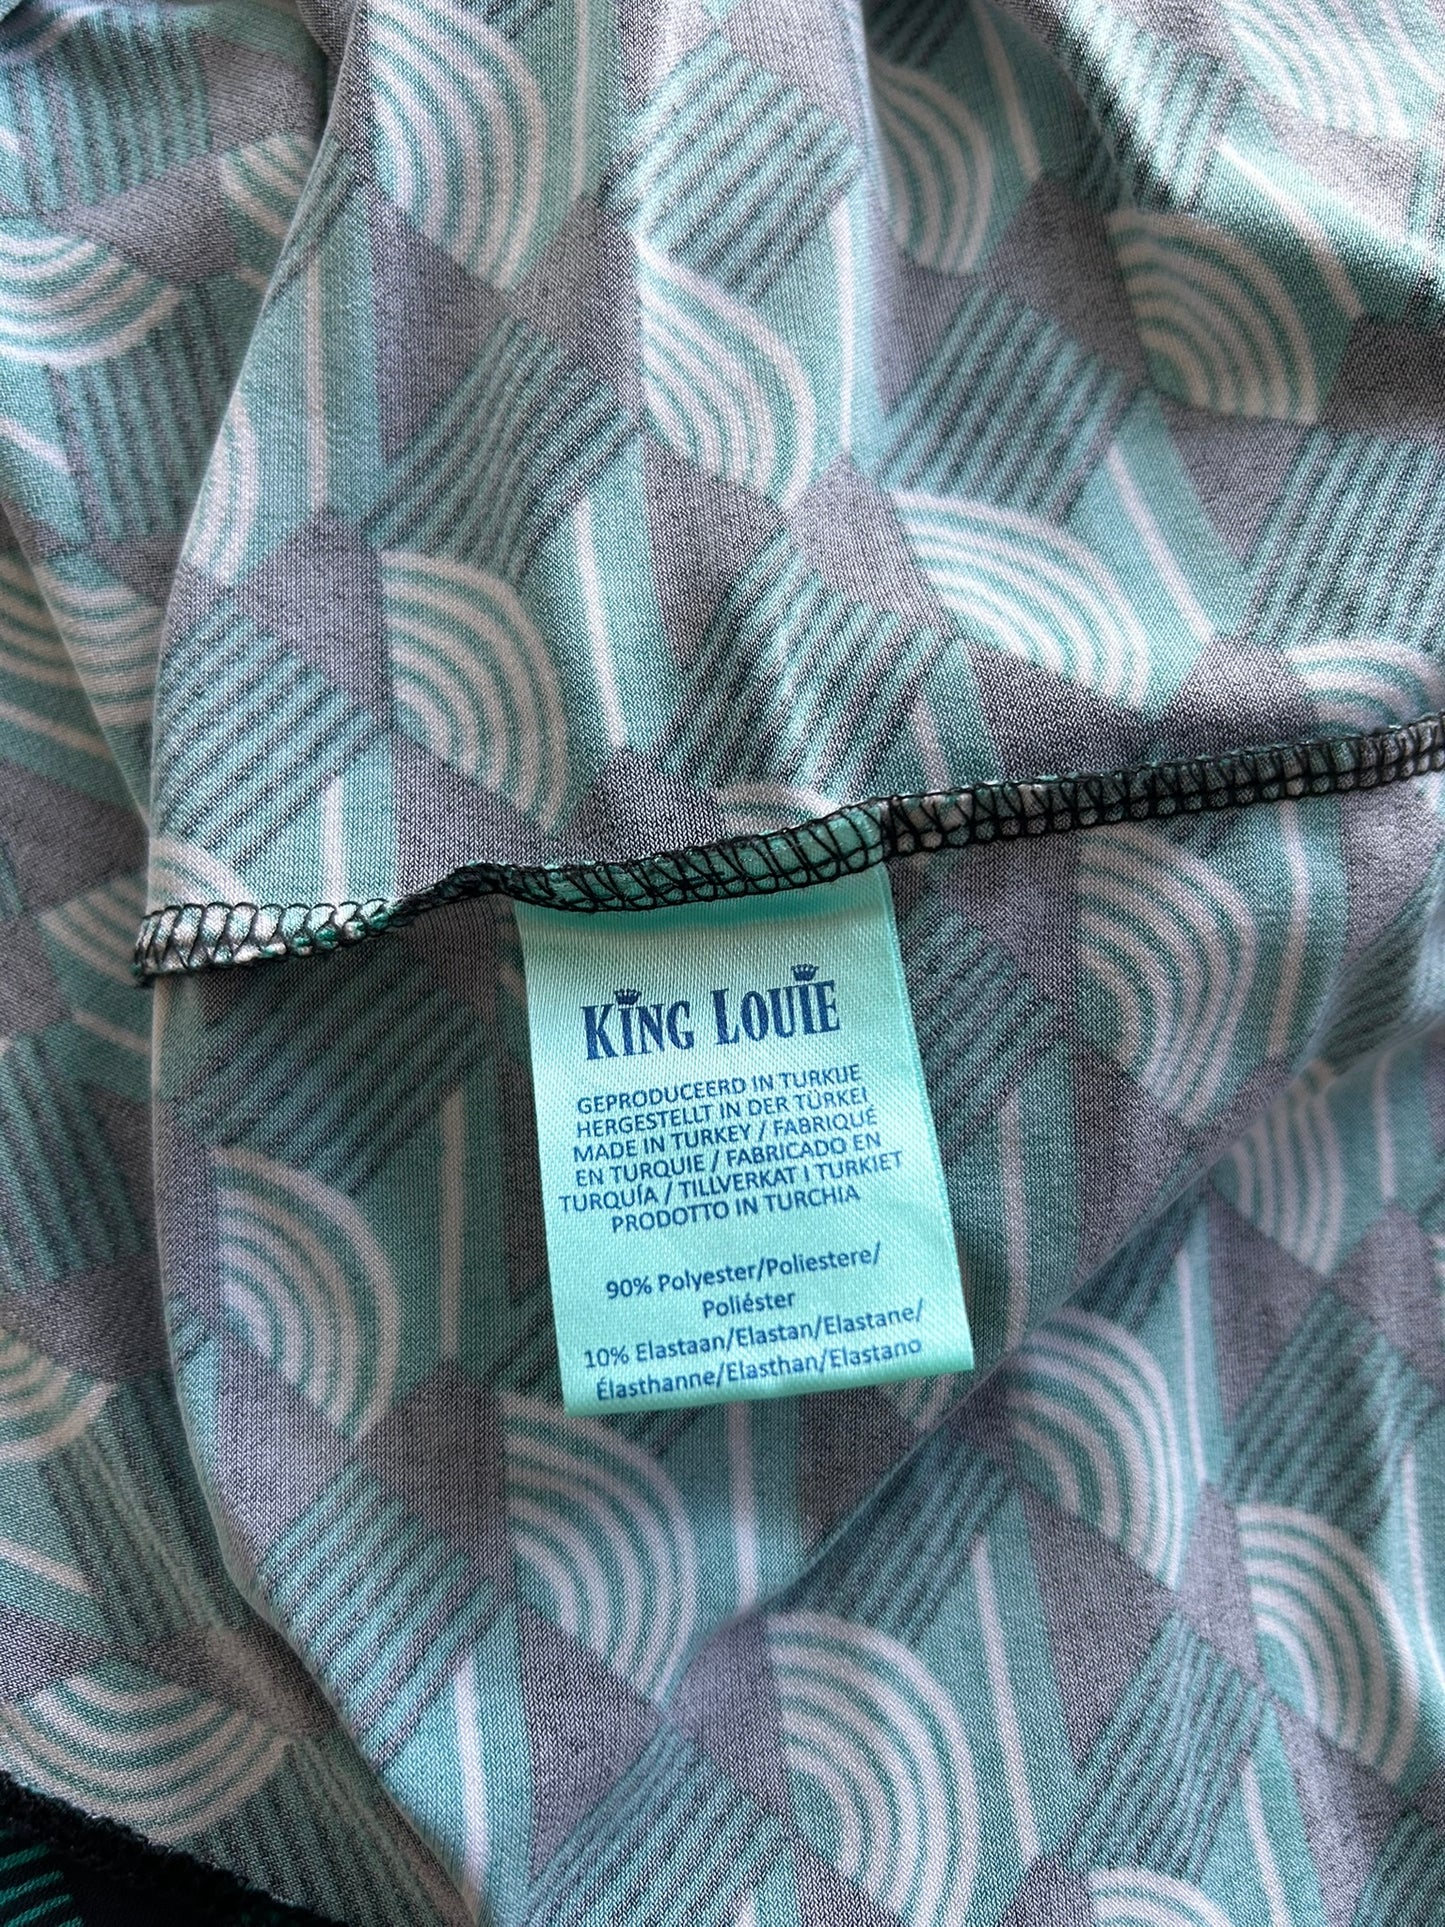 KING LOUIE
GEPRODUCEERD IN TURKIJE
HERGESTELLT IN DER TÜRKEI
MADE IN TURKEY / FABRIQUÉ
EN TURQUIE / FABRICADO EN
TURQUÍA / TILLVERKAT I TURKIET
PRODOTTO IN TURCHIA
90% Polyester/Poliestere/
Poliéster
10% Elastaan/Elastan/Elastane/
Élasthanne/Elasthan/Elastano